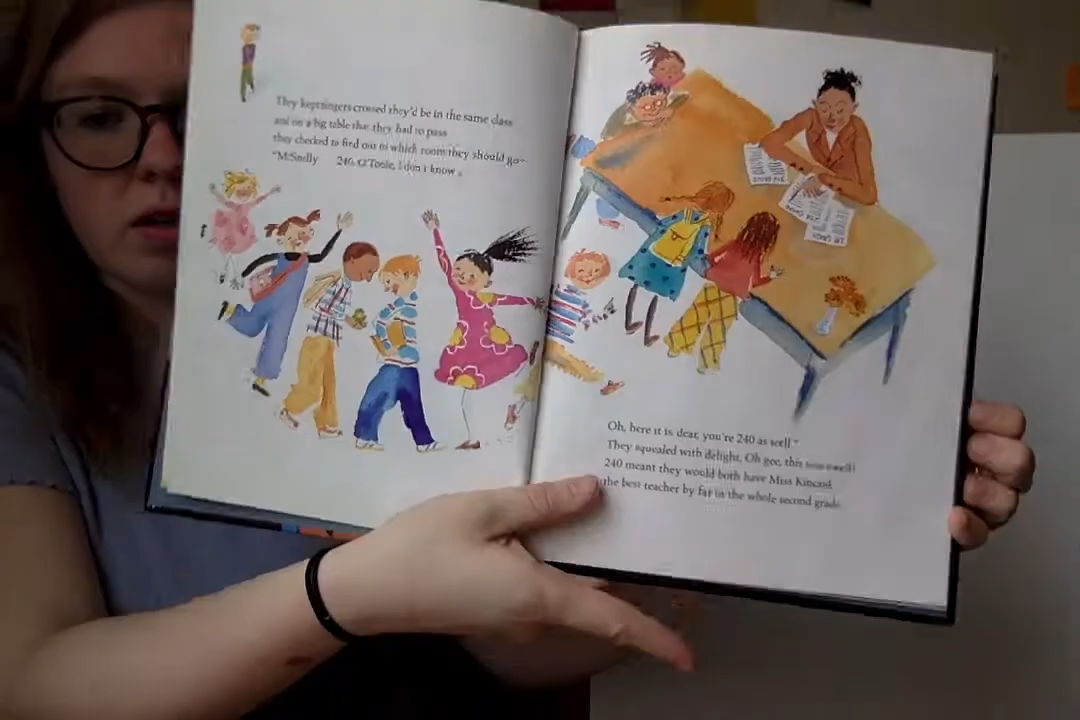 They kept fingers crossed they'd be in the same class
and on a big table that they had to pass
they checked to find out to which room they should go—
"McSnelly 240, O'Toole, I don't know
Oh, here it is, dear, you're 240 as well."
They squealed with delight. Oh gee, this was swell!
240 meant they would both have Miss Kincaid
the best teacher by far in the whole second grade